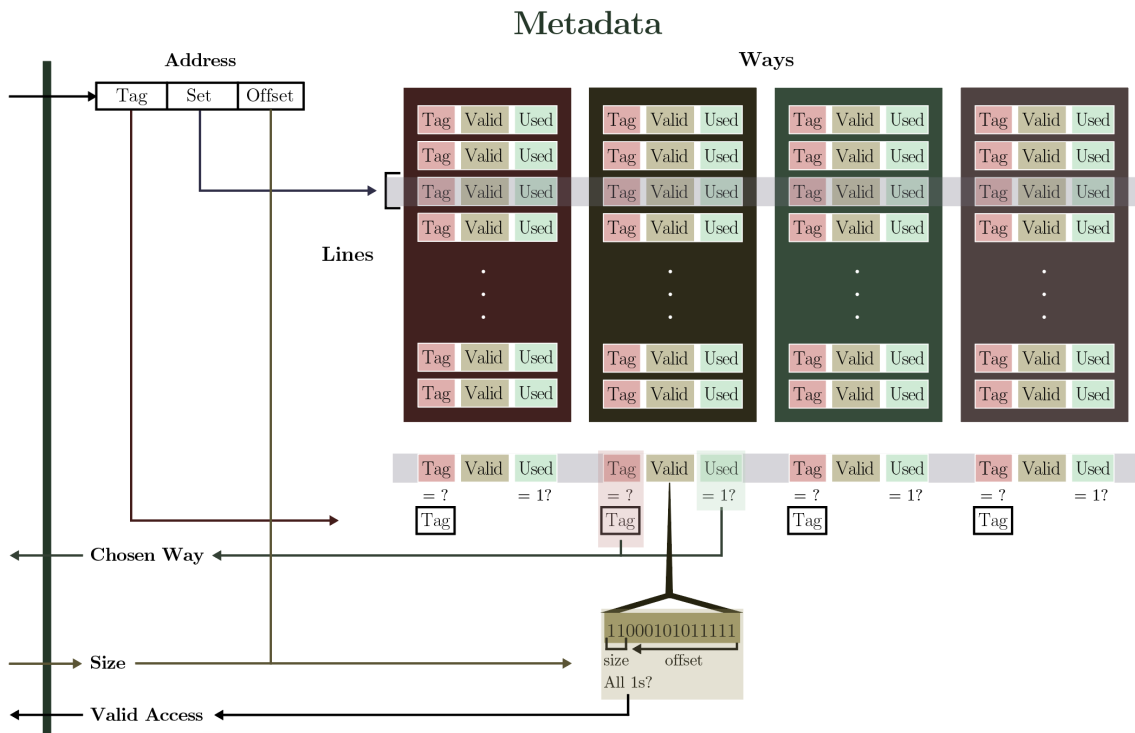 Metadata
Address Ways
Tag Set Offset
Tag Valid Used Tag Valid Used Tag Valid Used Tag Valid Used
Tag Valid Used Tag Valid Used Tag Valid Used Tag Valid Used
Tag Valid Used Tag Valid Used Tag Valid Used Tag Valid Used
Tag Valid Used Tag Valid Used Tag Valid Used Tag Valid Used
Lines
Tag Valid Used Tag Valid Used Tag Valid Used Tag Valid Used
Tag Valid Used Tag Valid Used Tag Valid Used Tag Valid Used
Tag Valid Used Tag Valid Used Tag Valid Used Tag Valid Used
= ? = 1? = ? = 1? = ? = 1? = ? = 1?
Tag Tag Tag Tag
Chosen Way
11000101011111
size offset
Size
All 1s?
Valid Access